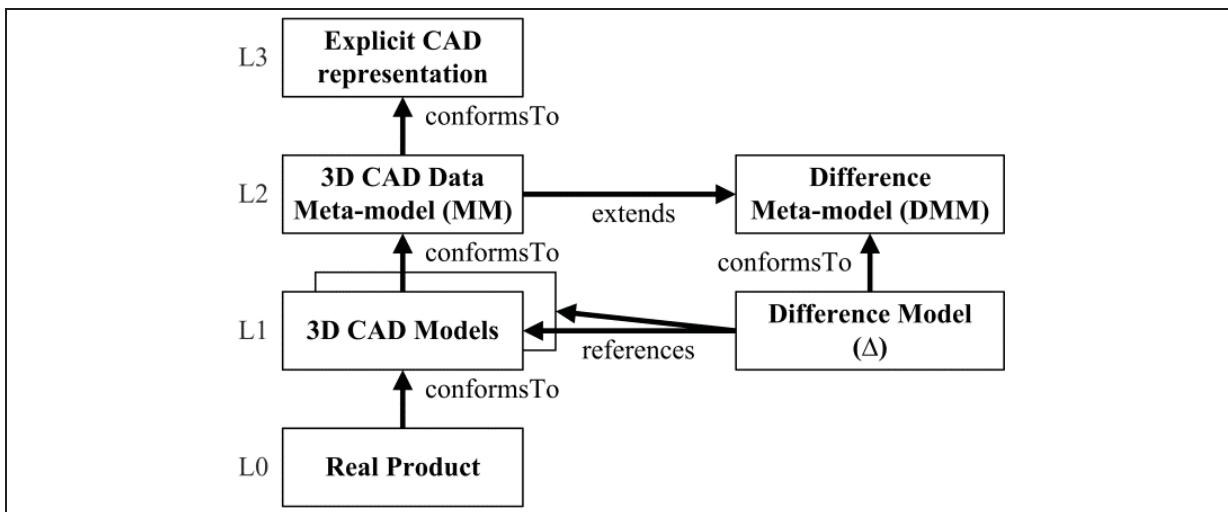 L3
Explicit CAD
representation
conformsTo
L2
3D CAD Data
Meta-model (MM)
extends
Difference
Meta-model (DMM)
conformsTo
conformsTo
L1
3D CAD Models
references
Difference Model
(Δ)
conformsTo
L0
Real Product